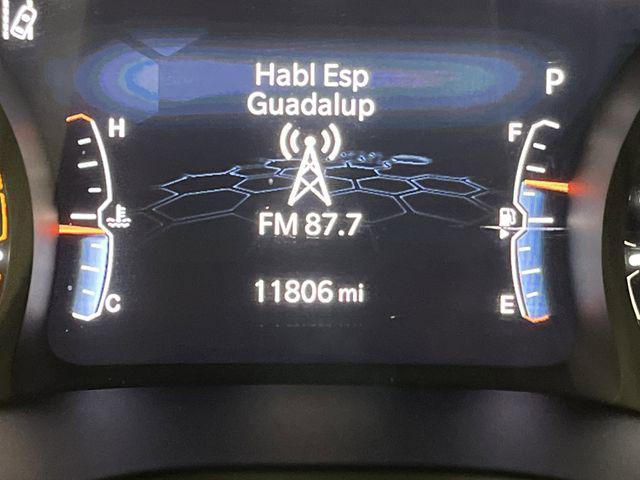 Habl Esp
P
Guadalup
H
F
FM 87.7
11806 mi
C
E